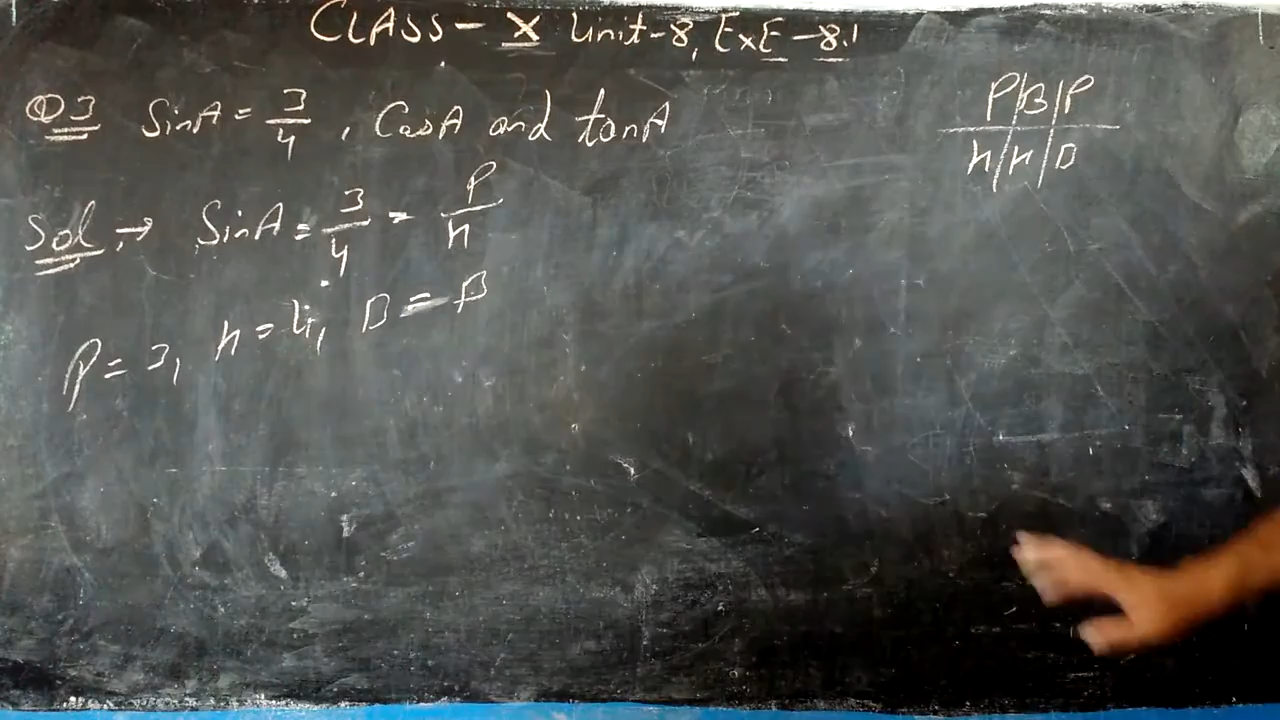 CLASS - X Unit-8, ExE-8.1
Q3 SinA = 3/4, CosA and tanA
P/B/P
h/h/B
Sol → SinA = 3/4 = P/h
P = 3, h = 4, B = B